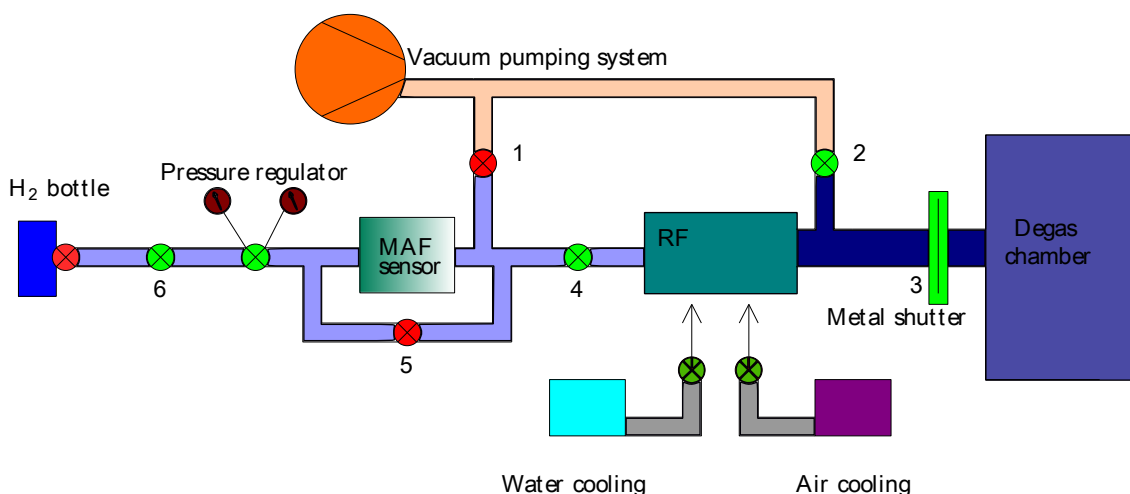 Vacuum pumping system
1
2
Pressure regulator
H₂ bottle
RF
MAF
sensor
Degas
chamber
6
4
3
Metal shutter
5
Water cooling
Air cooling